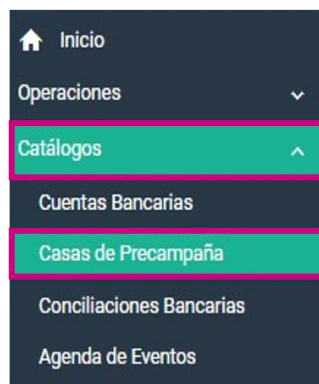 Inicio
Operaciones
Catálogos
Cuentas Bancarias
Casas de Precampaña
Conciliaciones Bancarias
Agenda de Eventos